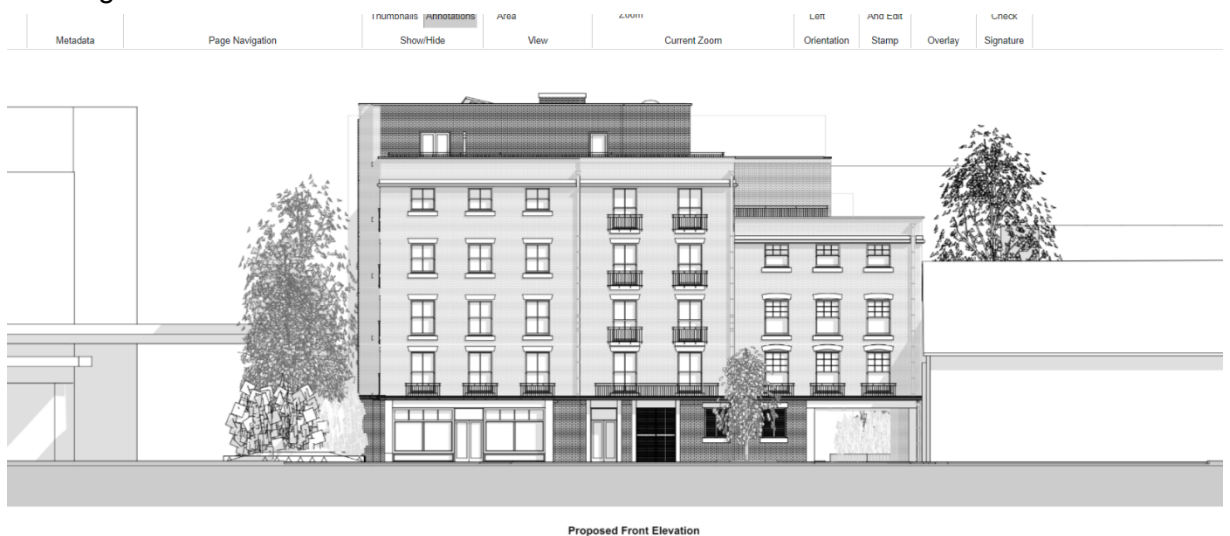 Thumbnails Annotations Area Zoom Left And Edit Check
Metadata Page Navigation Show/Hide View Current Zoom Orientation Stamp Overlay Signature
Proposed Front Elevation